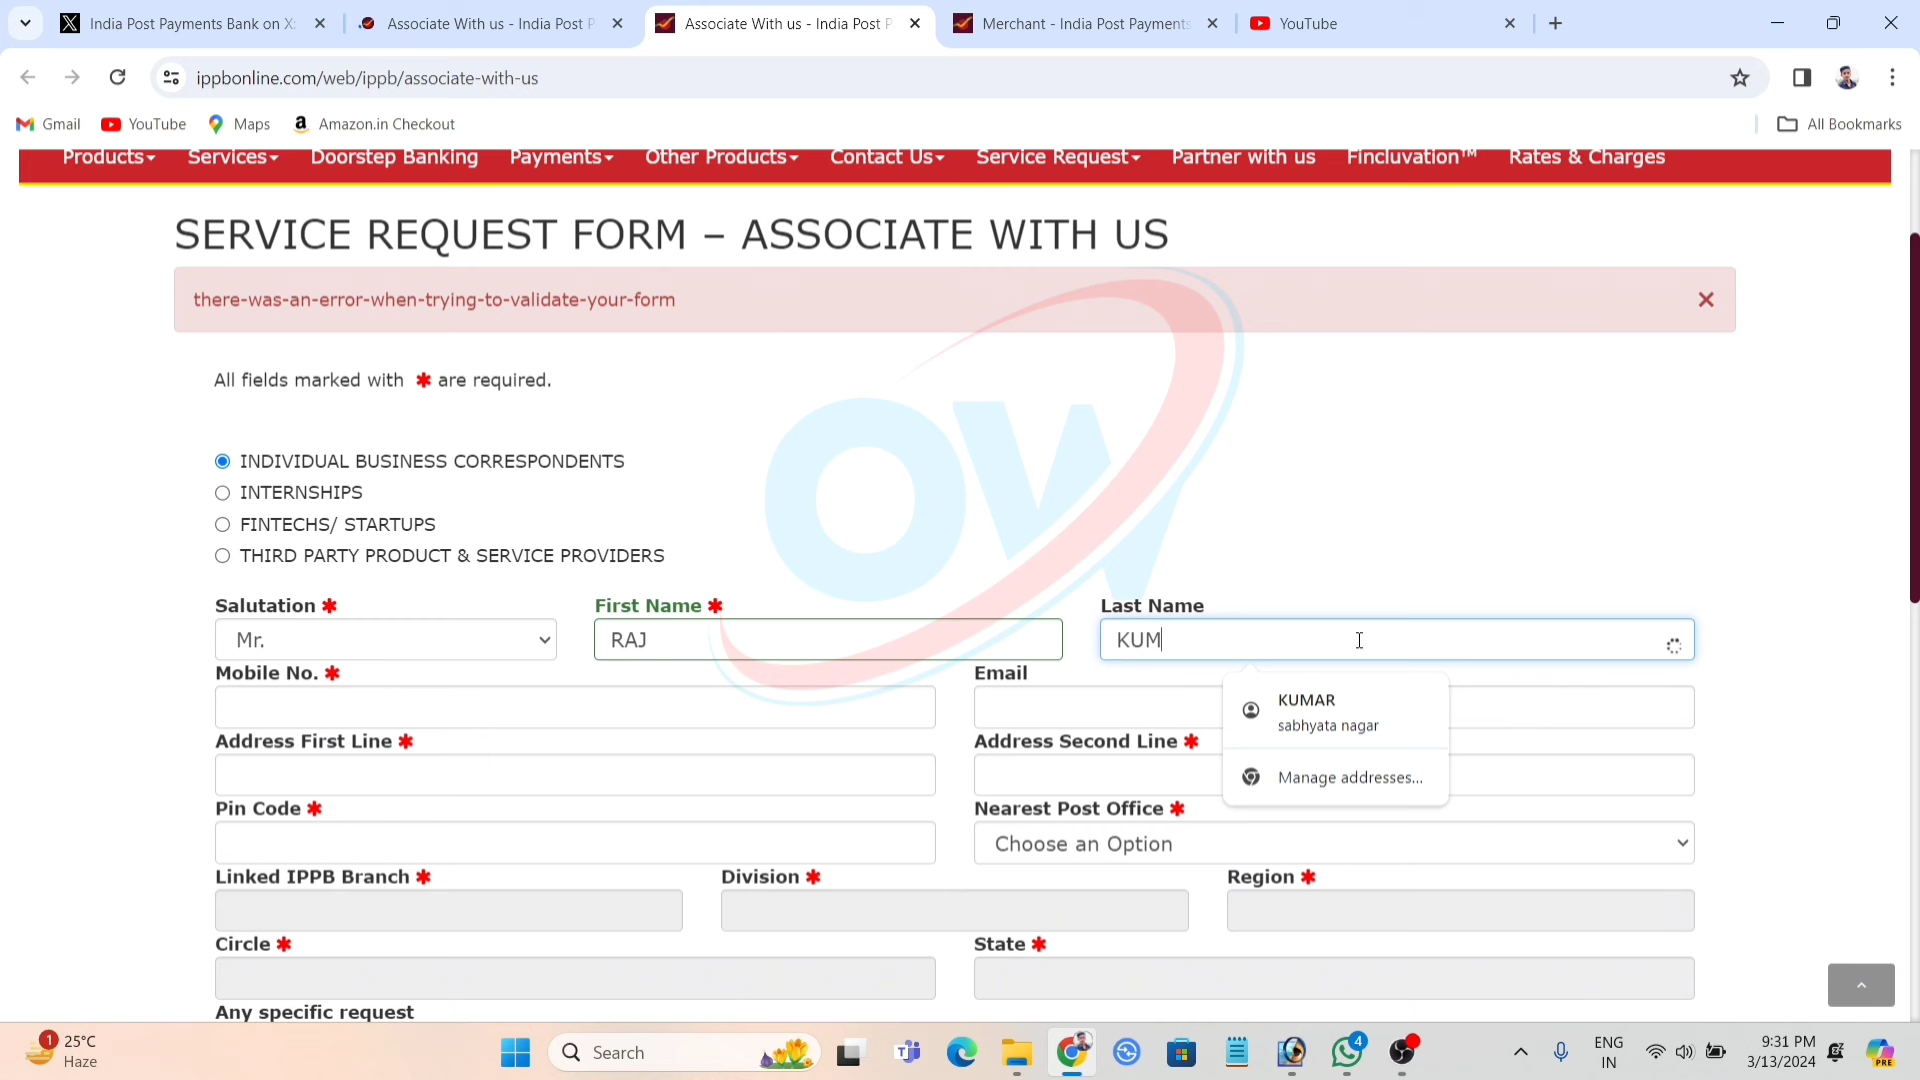 India Post Payments Bank on X:
Associate With us - India Post P
Associate With us - India Post P
Merchant - India Post Payments
YouTube
ippbonline.com/web/ippb/associate-with-us
Gmail
YouTube
Maps
Amazon.in Checkout
All Bookmarks
Products
Services
Doorstep Banking
Payments
Other Products
Contact Us
Service Request
Partner with us
Fincluvation™
Rates & Charges
SERVICE REQUEST FORM – ASSOCIATE WITH US
there-was-an-error-when-trying-to-validate-your-form
All fields marked with * are required.
INDIVIDUAL BUSINESS CORRESPONDENTS
INTERNSHIPS
FINTECHS/ STARTUPS
THIRD PARTY PRODUCT & SERVICE PROVIDERS
OW
Salutation *
First Name *
Last Name
Mr.
RAJ
KUM
Mobile No. *
Email
KUMAR
sabhyata nagar
Manage addresses...
Address First Line *
Address Second Line *
Pin Code *
Nearest Post Office *
Choose an Option
Linked IPPB Branch *
Division *
Region *
Circle *
State *
Any specific request
1
25°C
Haze
Search
4
ENG
IN
9:31 PM
3/13/2024
PRE